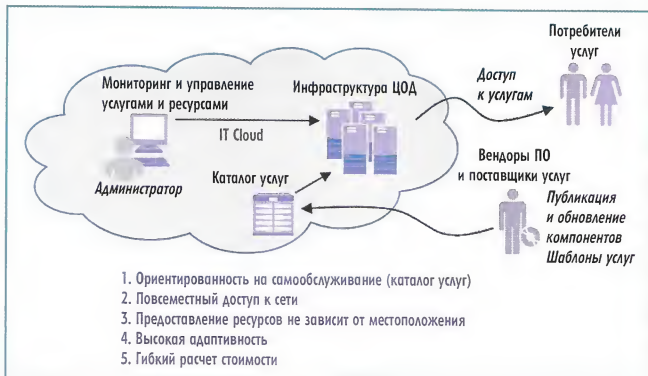 Потребители
услуг
Мониторинг и управление
услугами и ресурсами
Инфраструктура ЦОД
Доступ
к услугам
IT Cloud
Администратор
Каталог услуг
Вендоры ПО
и поставщики услуг
Публикация
и обновление
компонентов
Шаблоны услуг
1. Ориентированность на самообслуживание (каталог услуг)
2. Повсеместный доступ к сети
3. Предоставление ресурсов не зависит от местоположения
4. Высокая адаптивность
5. Гибкий расчет стоимости